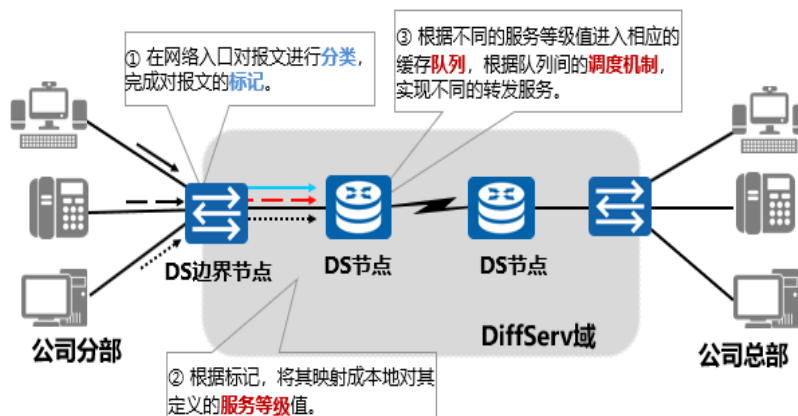 ① 在网络入口对报文进行分类，
完成对报文的标记。
③ 根据不同的服务等级值进入相应的
缓存队列，根据队列间的调度机制，
实现不同的转发服务。
DS边界节点
DS节点
DS节点
DiffServ域
公司分部
公司总部
② 根据标记，将其映射成本地对其
定义的服务等级值。